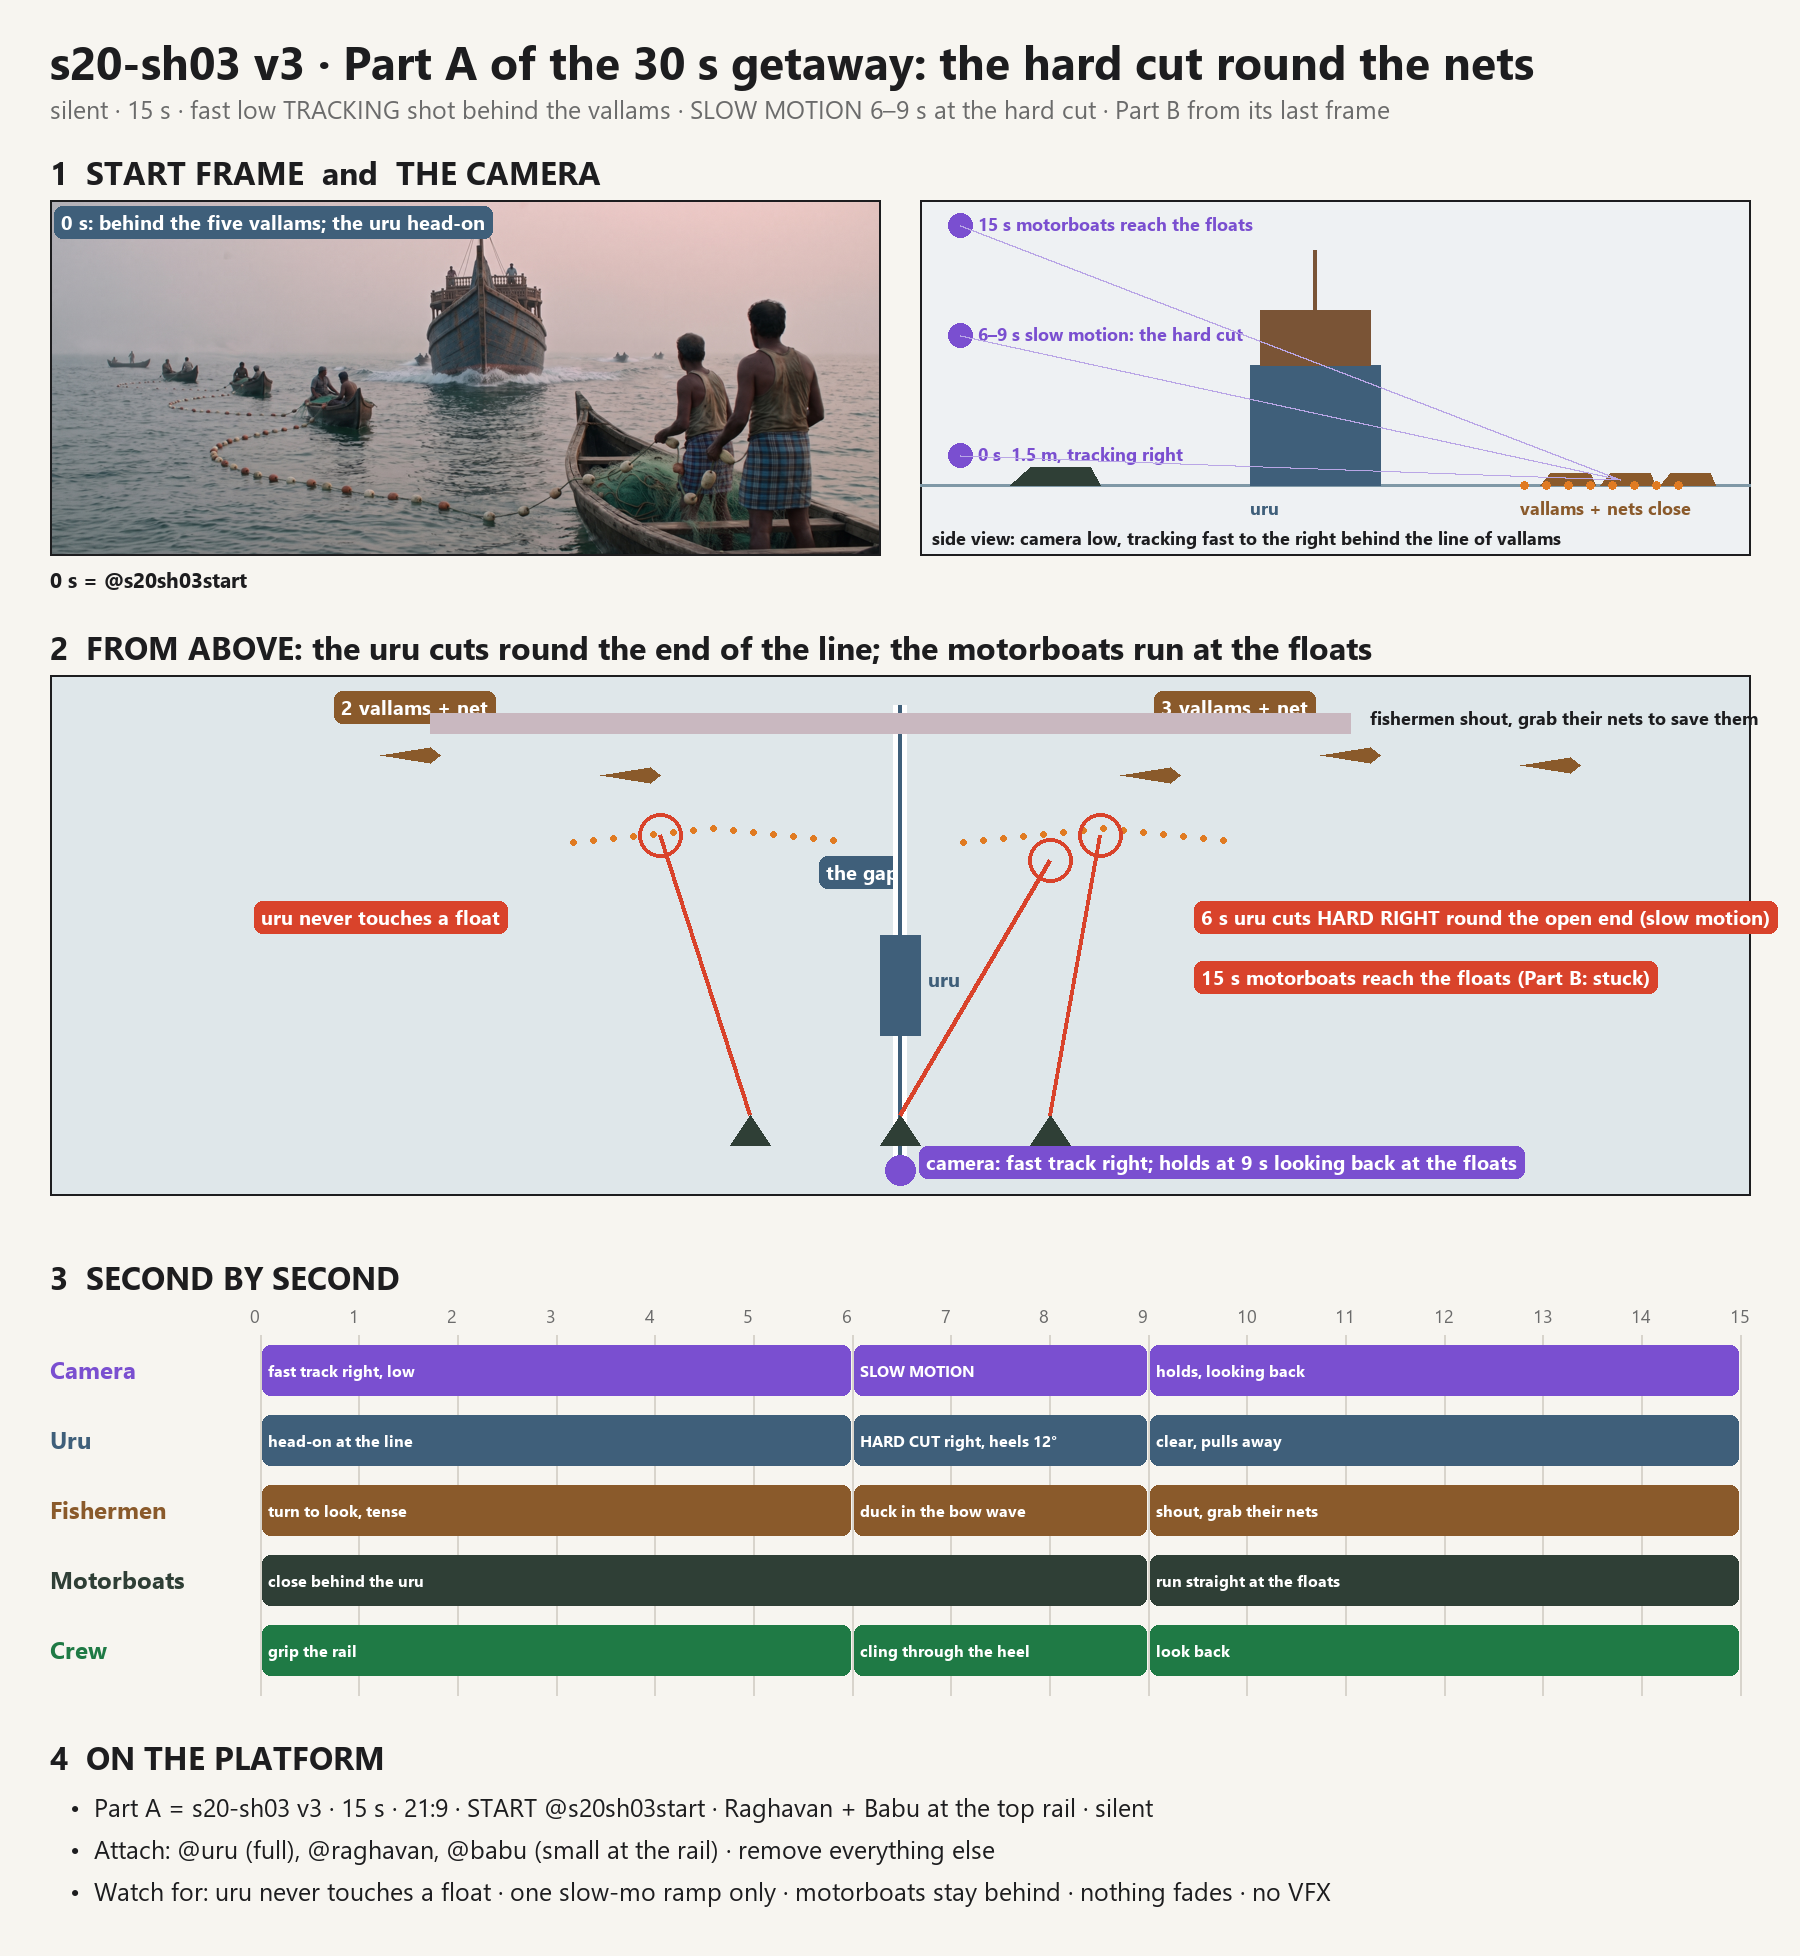 s20-sh03 v3 · Part A of the 30 s getaway: the hard cut round the nets
silent · 15 s · fast low TRACKING shot behind the vallams · SLOW MOTION 6–9 s at the hard cut · Part B from its last frame
1 START FRAME and THE CAMERA
0 s: behind the five vallams; the uru head-on
15 s motorboats reach the floats
6–9 s slow motion: the hard cut
0 s 1.5 m, tracking right
uru
vallams + nets close
side view: camera low, tracking fast to the right behind the line of vallams
0 s = @s20sh03start
2 FROM ABOVE: the uru cuts round the end of the line; the motorboats run at the floats
2 vallams + net
3 vallams + net
fishermen shout, grab their nets to save them
the gap
uru never touches a float
6 s uru cuts HARD RIGHT round the open end (slow motion)
uru
15 s motorboats reach the floats (Part B: stuck)
camera: fast track right; holds at 9 s looking back at the floats
3 SECOND BY SECOND
0 1 2 3 4 5 6 7 8 9 10 11 12 13 14 15
Camera fast track right, low SLOW MOTION holds, looking back
Uru head-on at the line HARD CUT right, heels 12° clear, pulls away
Fishermen turn to look, tense duck in the bow wave shout, grab their nets
Motorboats close behind the uru run straight at the floats
Crew grip the rail cling through the heel look back
4 ON THE PLATFORM
• Part A = s20-sh03 v3 · 15 s · 21:9 · START @s20sh03start · Raghavan + Babu at the top rail · silent
• Attach: @uru (full), @raghavan, @babu (small at the rail) · remove everything else
• Watch for: uru never touches a float · one slow-mo ramp only · motorboats stay behind · nothing fades · no VFX